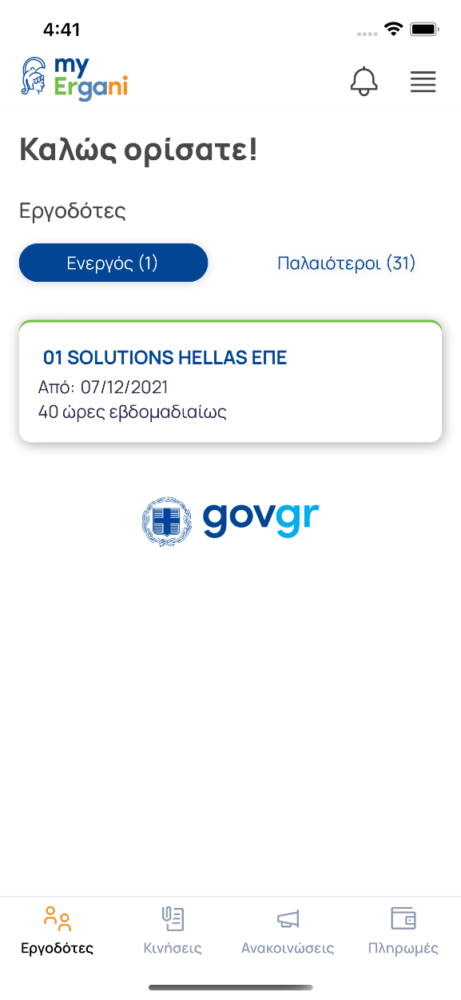 4:41
my
Ergani
Καλώς ορίσατε!
Εργοδότες
Ενεργός (1) Παλαιότεροι (31)
01 SOLUTIONS HELLAS ΕΠΕ
Από: 07/12/2021
40 ώρες εβδομαδιαίως
govgr
Εργοδότες Κινήσεις Ανακοινώσεις Πληρωμές